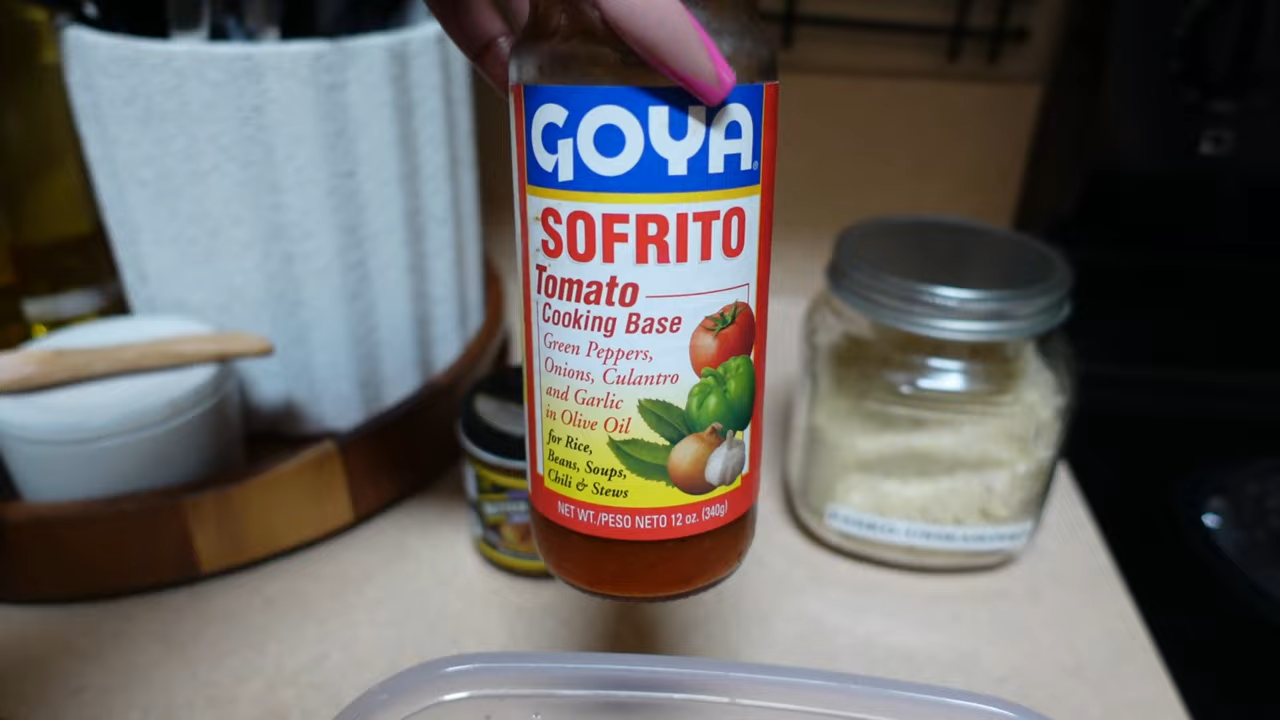 GOYA®
SOFRITO
Tomato
Cooking Base
Green Peppers,
Onions, Culantro
and Garlic
in Olive Oil
for Rice,
Beans, Soups,
Chili & Stews
NET WT./PESO NETO 12 oz. (340g)